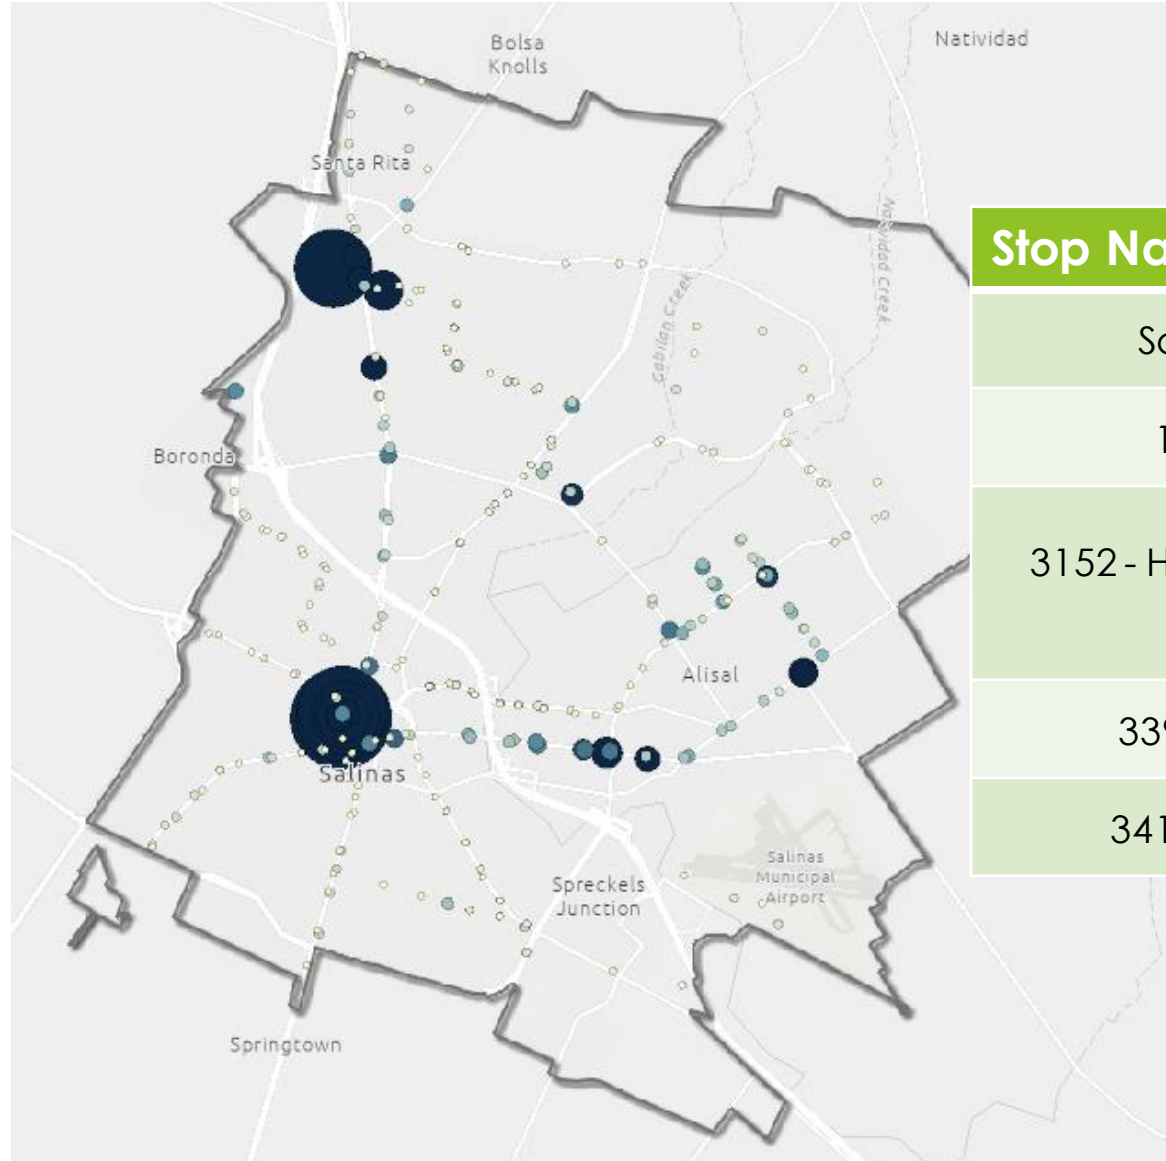 Bolsa
Knolls
Natividad
Santa Rita
Natividad Creek
Gabilan Creek
Stop Na
Sa
1
3152 - H
339
341
Boronda
Alisal
Salinas
Salinas
Municipal
Airport
Spreckels
Junction
Springtown